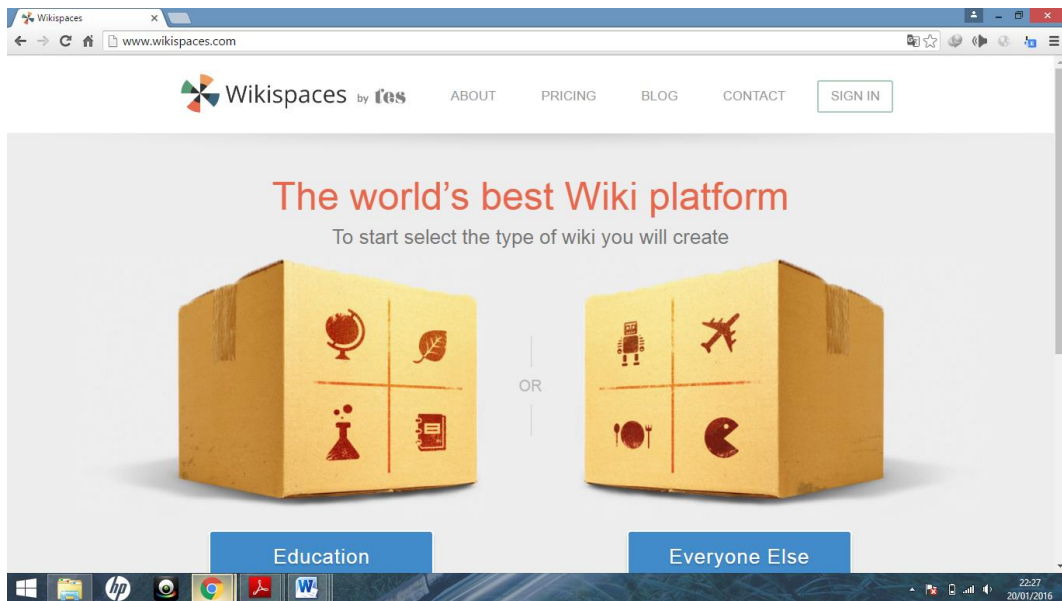 Wikispaces
www.wikispaces.com
Wikispaces by tes ABOUT PRICING BLOG CONTACT SIGN IN
The world's best Wiki platform
To start select the type of wiki you will create
OR
Education Everyone Else
hp
22:27
20/01/2016